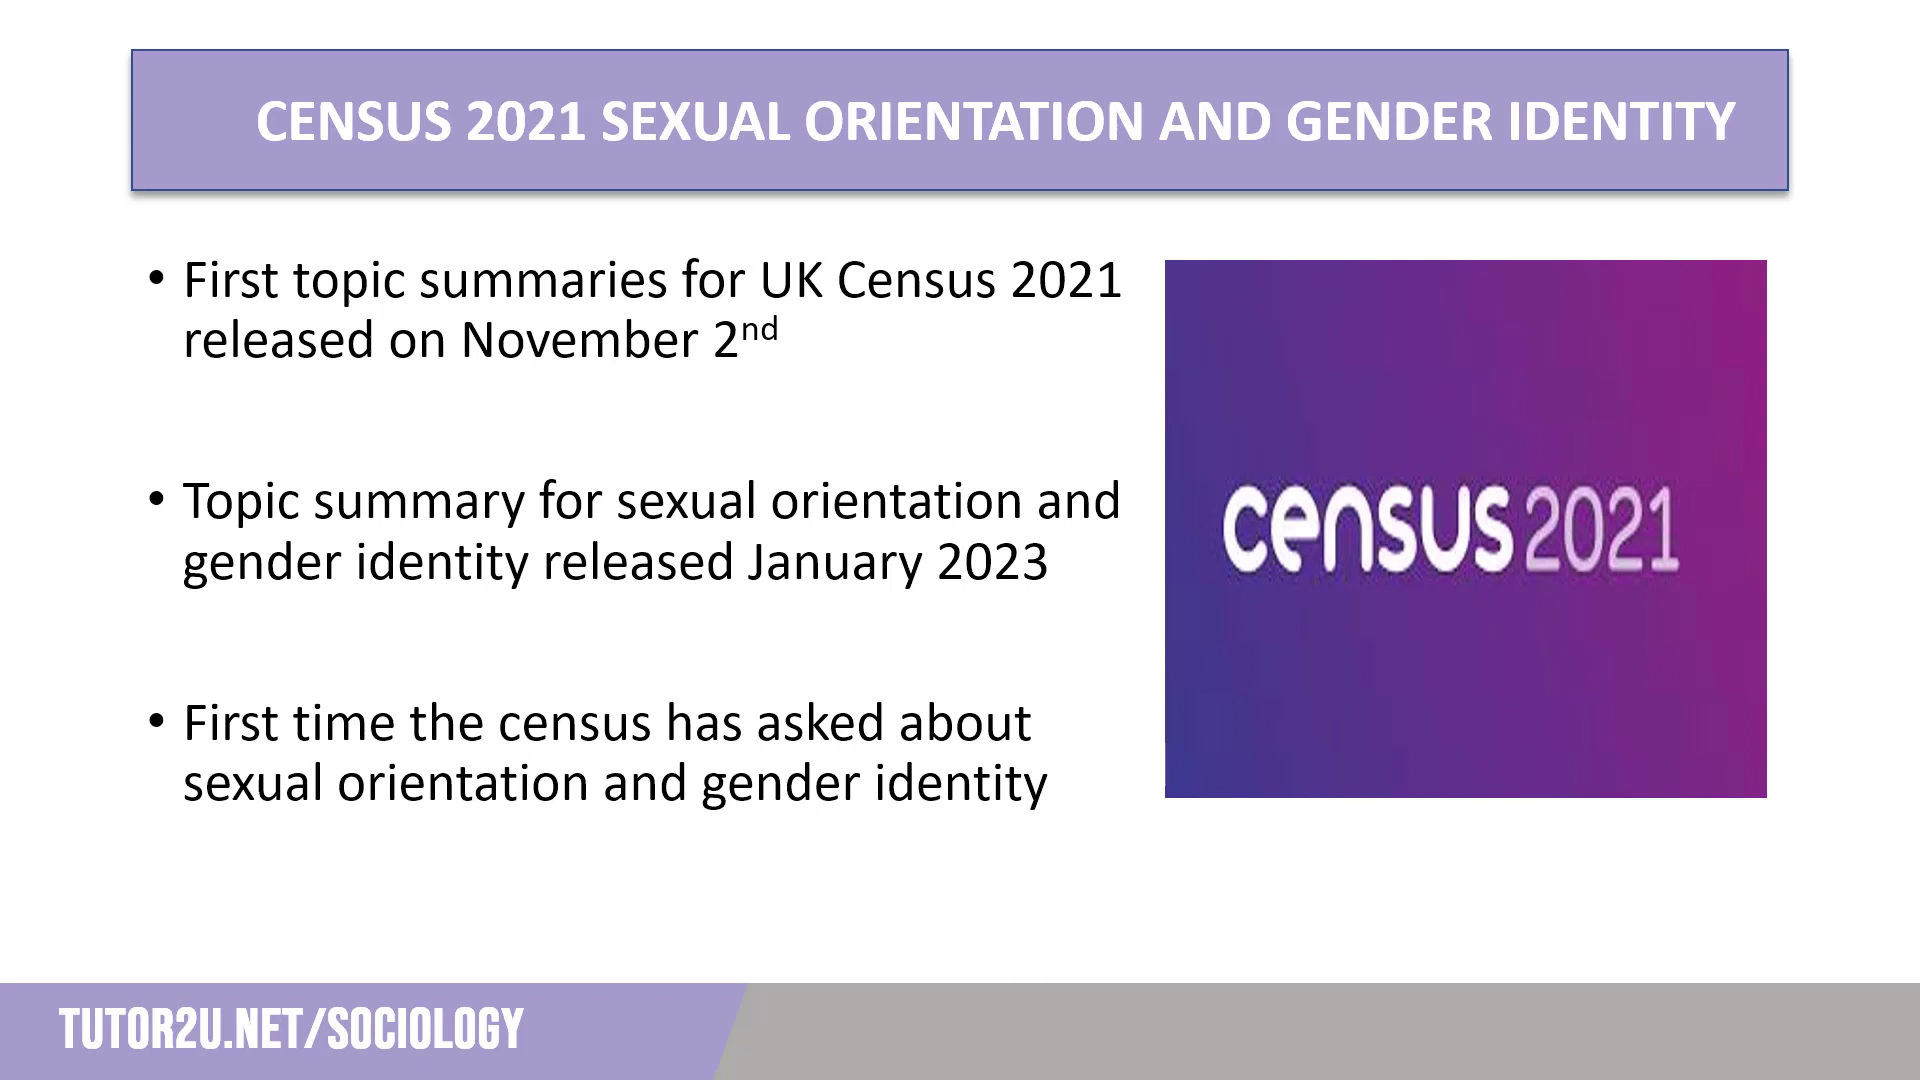 CENSUS 2021 SEXUAL ORIENTATION AND GENDER IDENTITY
• First topic summaries for UK Census 2021
released on November 2nd
• Topic summary for sexual orientation and
gender identity released January 2023
• First time the census has asked about
sexual orientation and gender identity
census 2021
TUTOR2U.NET/SOCIOLOGY